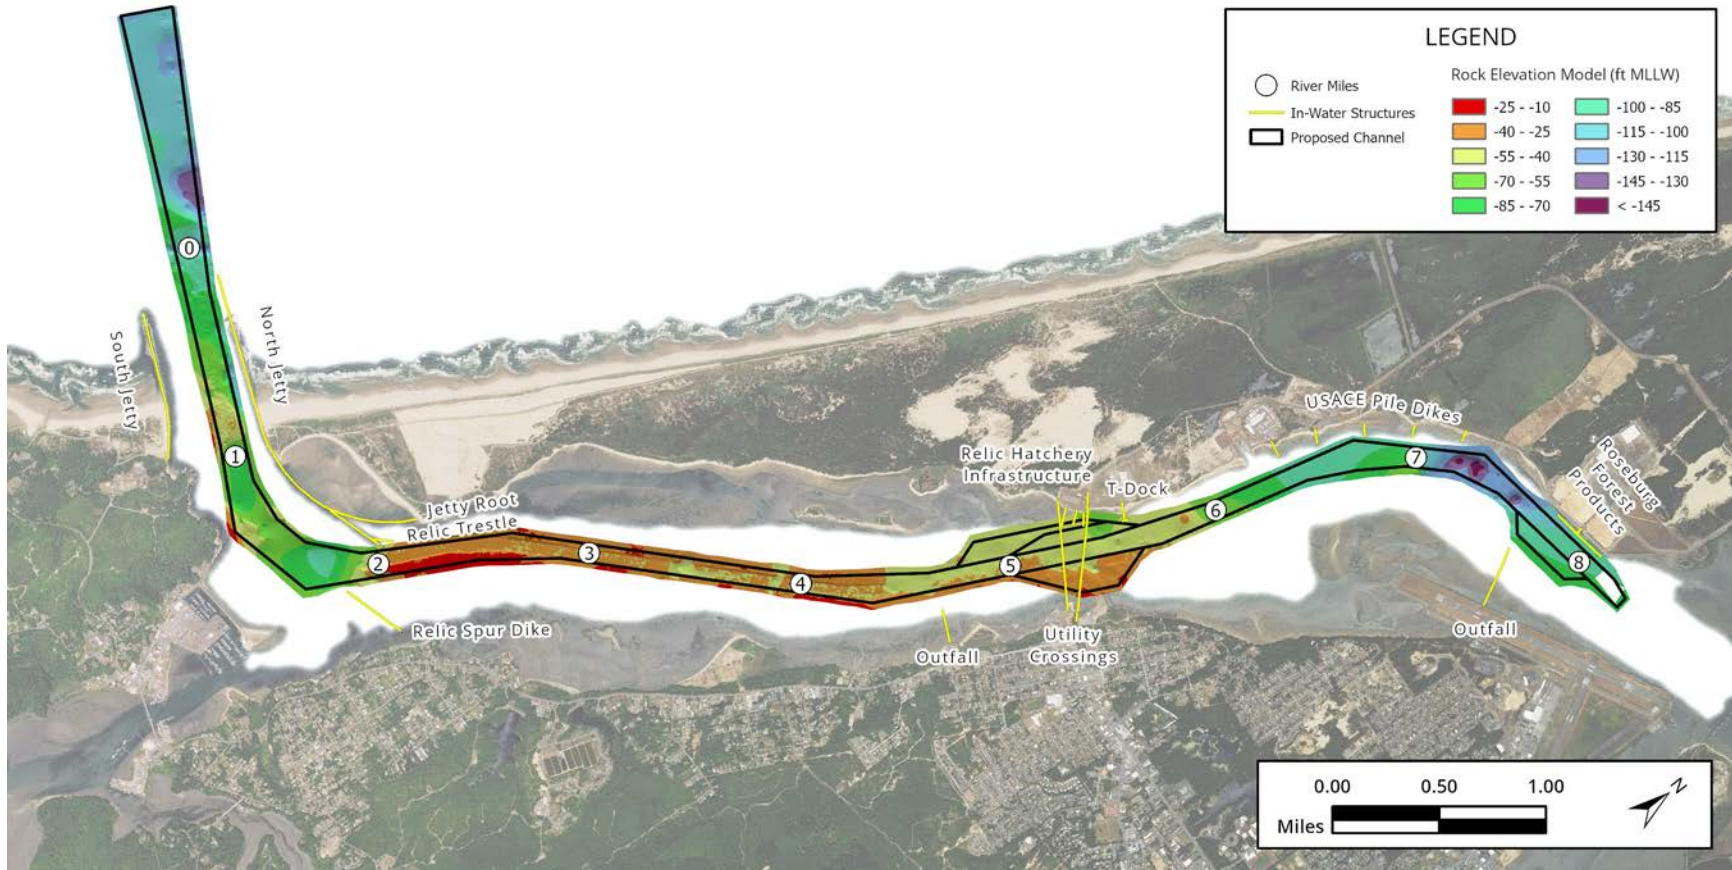 LEGEND
River Miles
In-Water Structures
Proposed Channel
Rock Elevation Model (ft MLLW)
-25 - -10
-40 - -25
-55 - -40
-70 - -55
-85 - -70
-100 - -85
-115 - -100
-130 - -115
-145 - -130
< -145
0
South Jetty
North Jetty
1
Jetty Root
Relic Trestle
2
3
4
5
6
7
8
Relic Spur Dike
Relic Hatchery
Infrastructure
T-Dock
USACE Pile Dikes
Roseburg
Forest
Products
Outfall
Utility
Crossings
Outfall
0.00 0.50 1.00
Miles
N